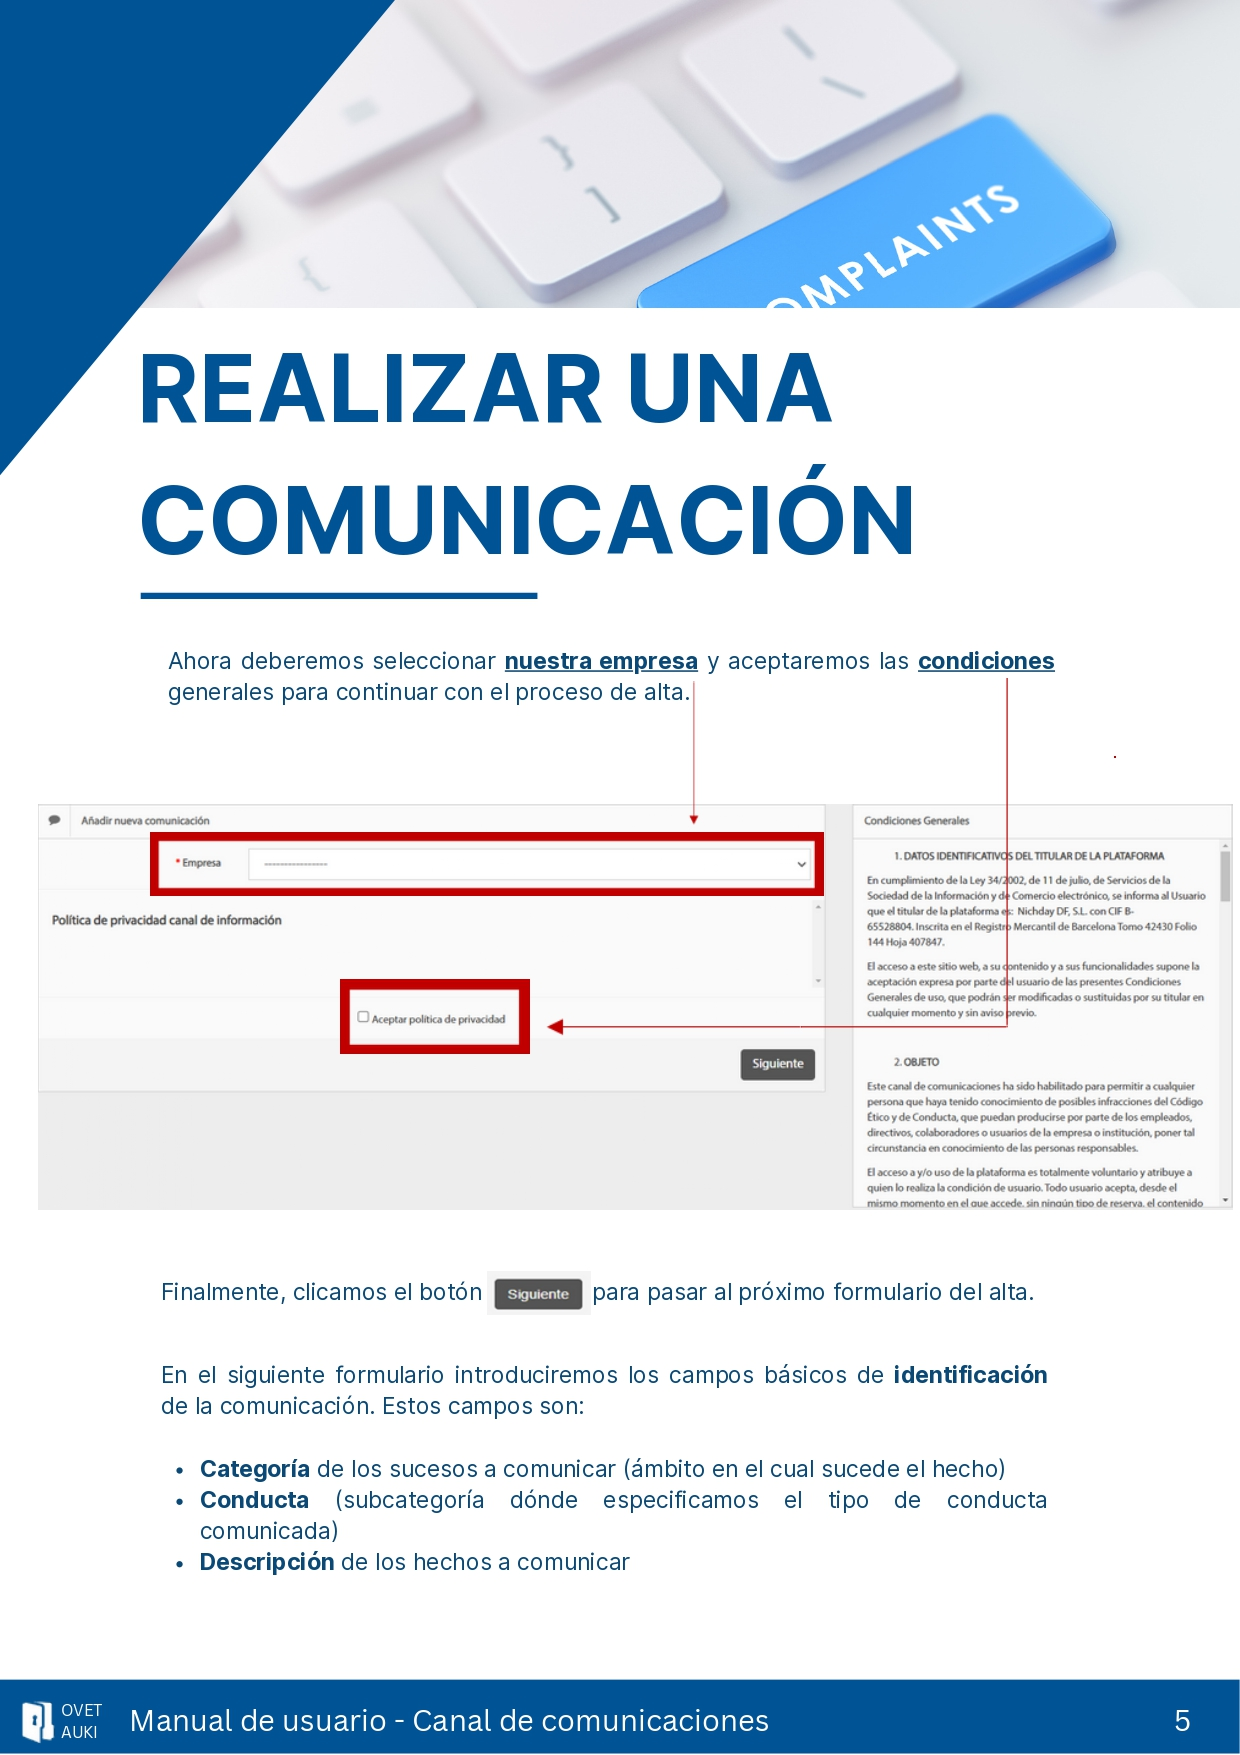 OMPLAINTS
REALIZAR UNA
COMUNICACIÓN
Ahora deberemos seleccionar nuestra empresa y aceptaremos las condiciones
generales para continuar con el proceso de alta.
Añadir nueva comunicación
* Empresa ----------------
Política de privacidad canal de información
Aceptar política de privacidad
Siguiente
Condiciones Generales
1. DATOS IDENTIFICATIVOS DEL TITULAR DE LA PLATAFORMA
En cumplimiento de la Ley 34/2002, de 11 de julio, de Servicios de la
Sociedad de la Información y de Comercio electrónico, se informa al Usuario
que el titular de la plataforma es: Nichday DF, S.L. con CIF B-
65528804. Inscrita en el Registro Mercantil de Barcelona Tomo 42430 Folio
144 Hoja 407847.
El acceso a este sitio web, a su contenido y a sus funcionalidades supone la
aceptación expresa por parte del usuario de las presentes Condiciones
Generales de uso, que podrán ser modificadas o sustituidas por su titular en
cualquier momento y sin aviso previo.
2. OBJETO
Este canal de comunicaciones ha sido habilitado para permitir a cualquier
persona que haya tenido conocimiento de posibles infracciones del Código
Ético y de Conducta, que puedan producirse por parte de los empleados,
directivos, colaboradores o usuarios de la empresa o institución, poner tal
circunstancia en conocimiento de las personas responsables.
El acceso a y/o uso de la plataforma es totalmente voluntario y atribuye a
quien lo realiza la condición de usuario. Todo usuario acepta, desde el
mismo momento en el que accede, sin ningún tipo de reserva, el contenido
Finalmente, clicamos el botón Siguiente para pasar al próximo formulario del alta.
En el siguiente formulario introduciremos los campos básicos de identificación
de la comunicación. Estos campos son:
• Categoría de los sucesos a comunicar (ámbito en el cual sucede el hecho)
• Conducta (subcategoría dónde especificamos el tipo de conducta
comunicada)
• Descripción de los hechos a comunicar
OVET
AUKI
Manual de usuario - Canal de comunicaciones
5